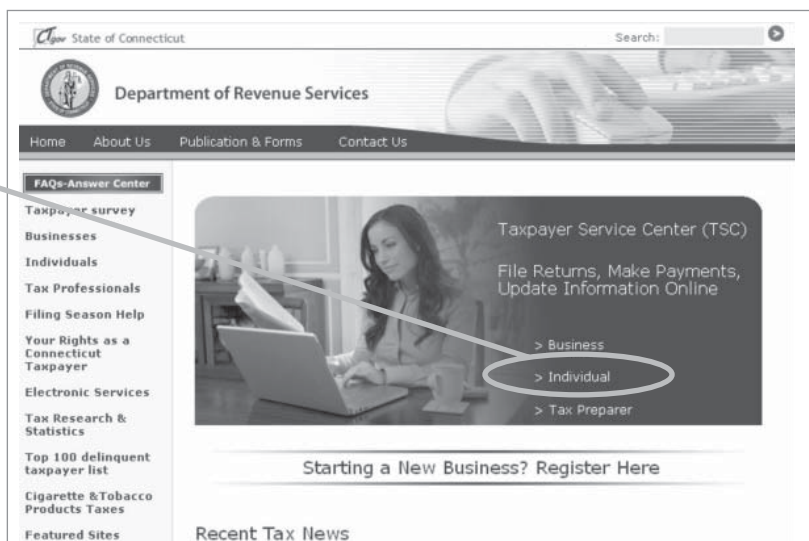 CT.gov State of Connecticut
Search:
Department of Revenue Services
Home About Us Publication & Forms Contact Us
FAQs-Answer Center
Taxpayer survey
Businesses
Individuals
Tax Professionals
Filing Season Help
Your Rights as a
Connecticut
Taxpayer
Electronic Services
Tax Research &
Statistics
Top 100 delinquent
taxpayer list
Cigarette &Tobacco
Products Taxes
Featured Sites
Taxpayer Service Center (TSC)
File Returns, Make Payments,
Update Information Online
> Business
> Individual
> Tax Preparer
Starting a New Business? Register Here
Recent Tax News